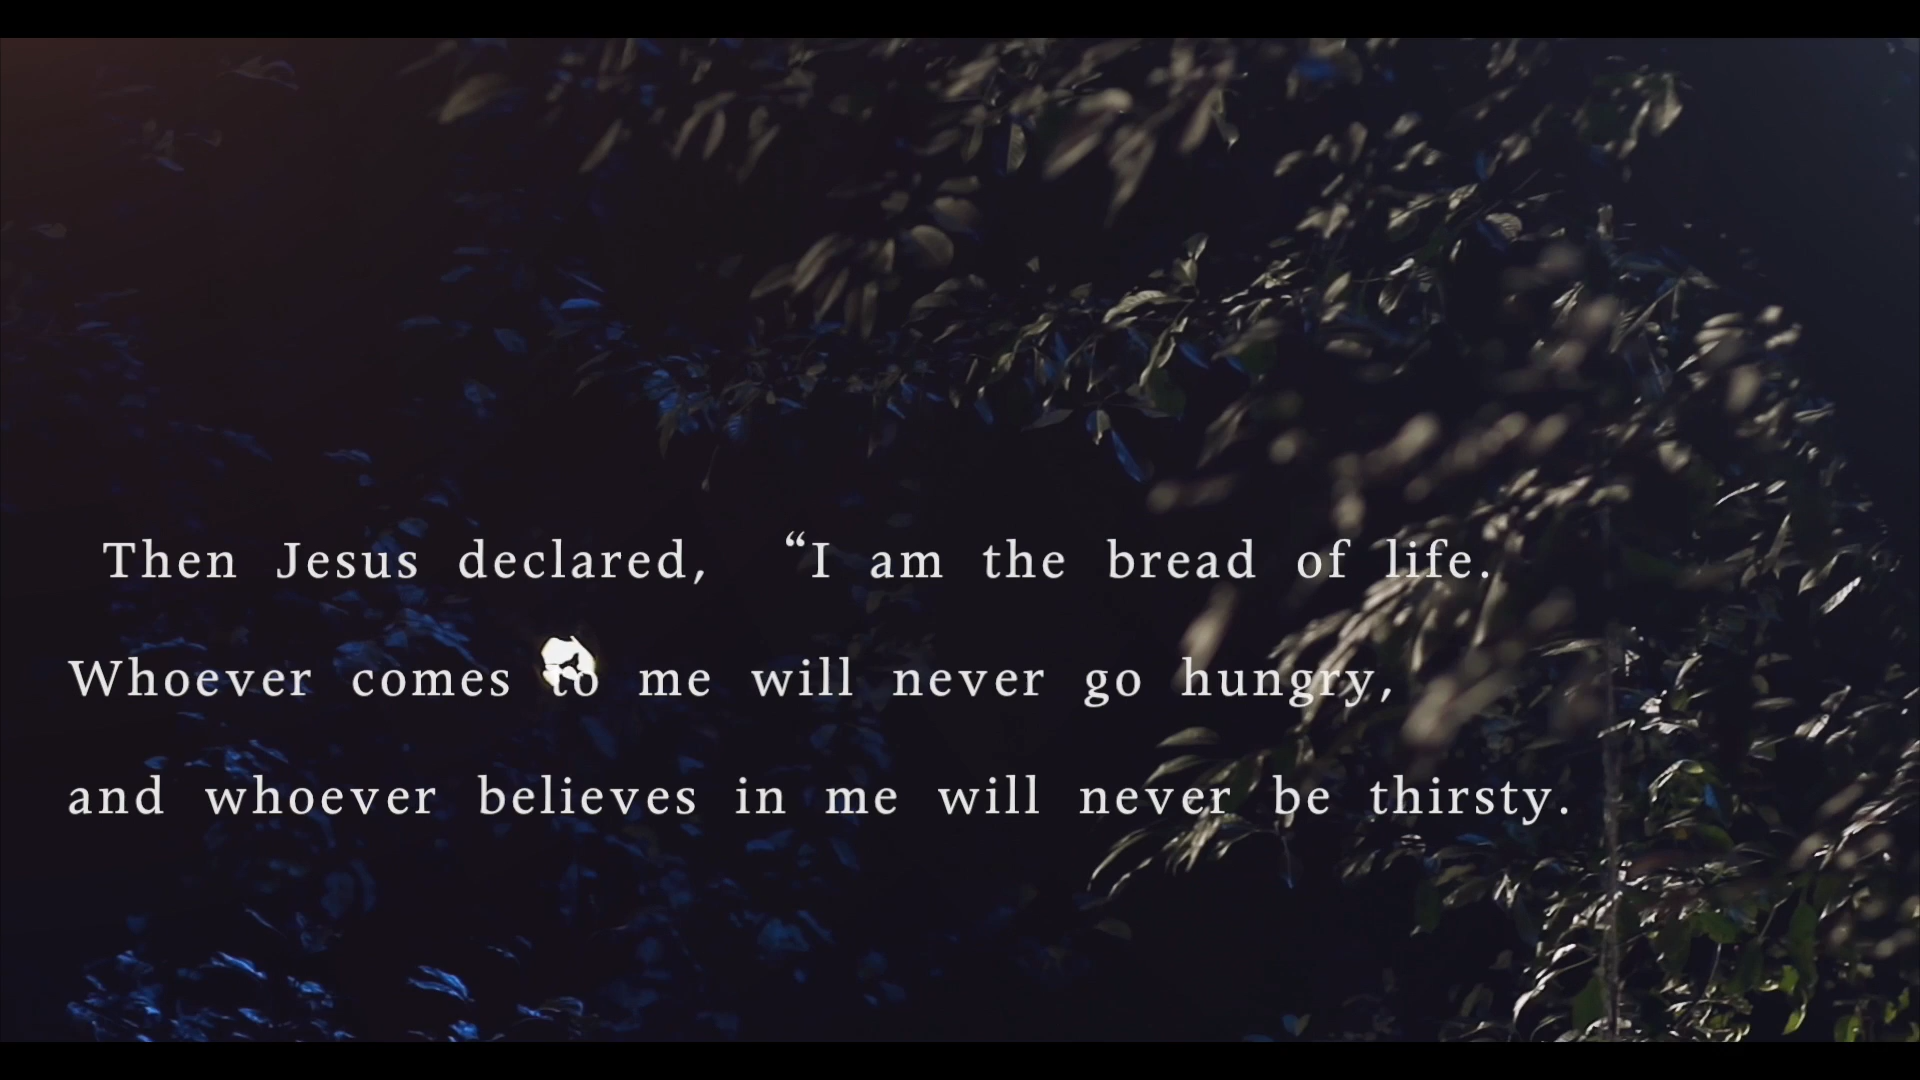 Then Jesus declared, “I am the bread of life.
Whoever comes to me will never go hungry,
and whoever believes in me will never be thirsty.